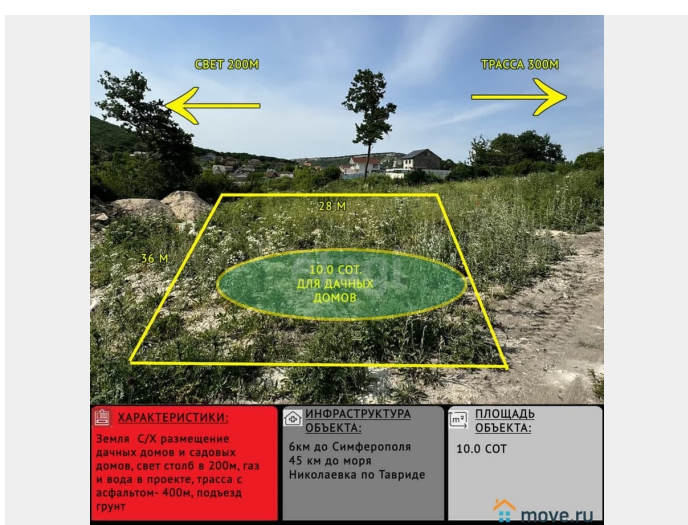 СВЕТ 200М
ТРАССА 300М
28 М
36 М
10.0 СОТ.
ДЛЯ ДАЧНЫХ
ДОМОВ
ХАРАКТЕРИСТИКИ:
Земля С/Х размещение
дачных домов и садовых
домов, свет столб в 200м, газ
и вода в проекте, трасса с
асфальтом- 400м, подъезд
грунт
ИНФРАСТРУКТУРА
ОБЪЕКТА:
6км до Симферополя
45 км до моря
Николаевка по Тавриде
м²
ПЛОЩАДЬ
ОБЪЕКТА:
10.0 СОТ
move.ru